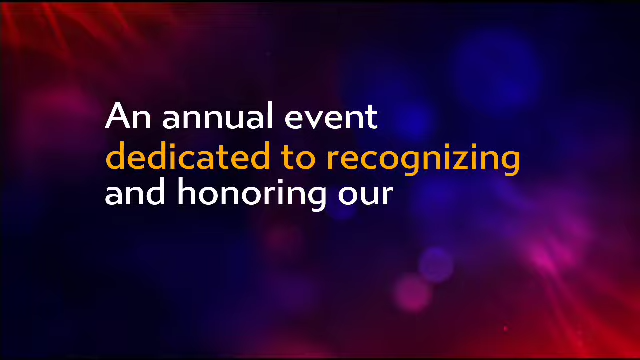 An annual event
dedicated to recognizing
and honoring our